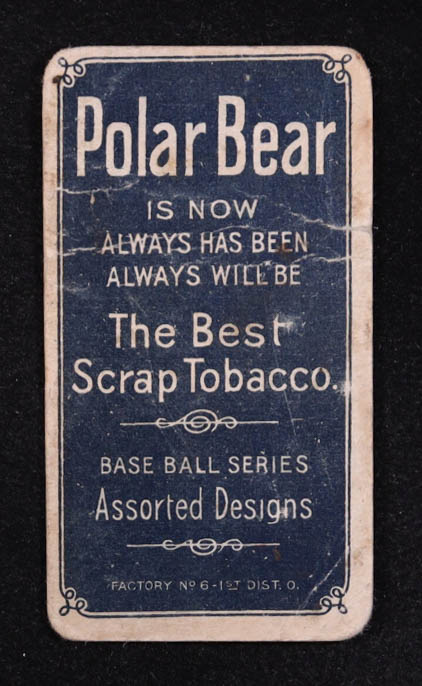 Polar Bear
IS NOW
ALWAYS HAS BEEN
ALWAYS WILL BE
The Best
Scrap Tobacco.
BASE BALL SERIES
Assorted Designs
FACTORY Nº 6-1ST DIST. O.